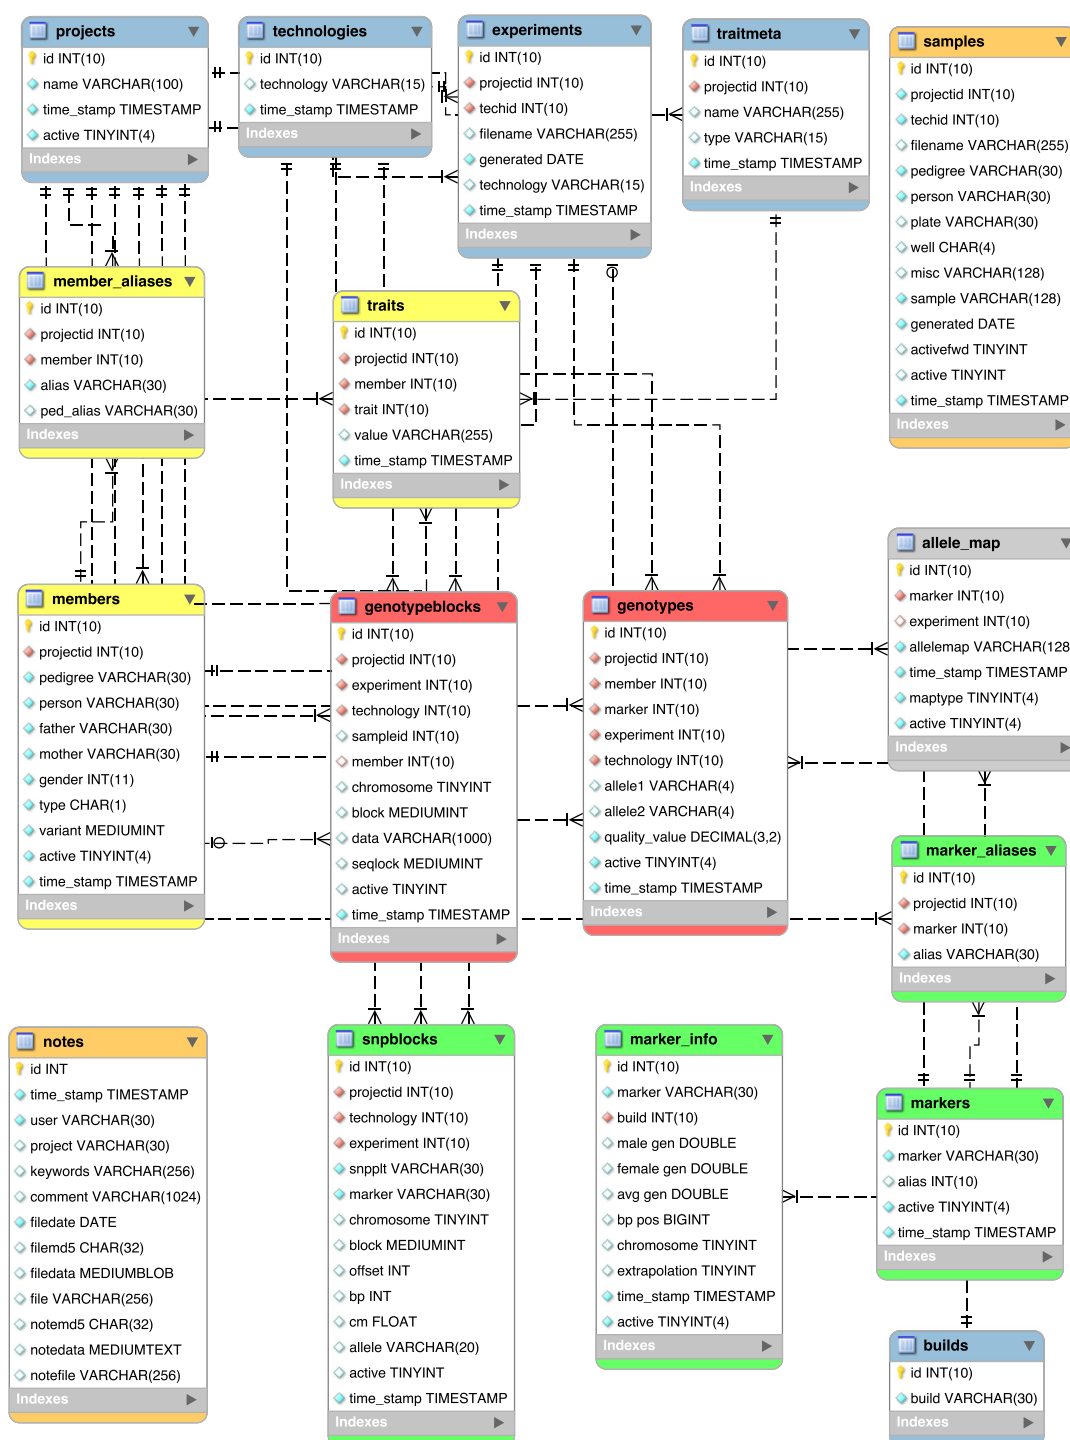 projects
id INT(10)
name VARCHAR(100)
time_stamp TIMESTAMP
active TINYINT(4)
Indexes
technologies
id INT(10)
technology VARCHAR(15)
time_stamp TIMESTAMP
Indexes
experiments
id INT(10)
projectid INT(10)
techid INT(10)
filename VARCHAR(255)
generated DATE
technology VARCHAR(15)
time_stamp TIMESTAMP
Indexes
traitmeta
id INT(10)
projectid INT(10)
name VARCHAR(255)
type VARCHAR(15)
time_stamp TIMESTAMP
Indexes
samples
id INT(10)
projectid INT(10)
techid INT(10)
filename VARCHAR(255)
pedigree VARCHAR(30)
person VARCHAR(30)
plate VARCHAR(30)
well CHAR(4)
misc VARCHAR(128)
sample VARCHAR(128)
generated DATE
activefwd TINYINT
active TINYINT
time_stamp TIMESTAMP
Indexes
member_aliases
id INT(10)
projectid INT(10)
member INT(10)
alias VARCHAR(30)
ped_alias VARCHAR(30)
Indexes
traits
id INT(10)
projectid INT(10)
member INT(10)
trait INT(10)
value VARCHAR(255)
time_stamp TIMESTAMP
Indexes
members
id INT(10)
projectid INT(10)
pedigree VARCHAR(30)
person VARCHAR(30)
father VARCHAR(30)
mother VARCHAR(30)
gender INT(11)
type CHAR(1)
variant MEDIUMINT
active TINYINT(4)
time_stamp TIMESTAMP
Indexes
genotypeblocks
id INT(10)
projectid INT(10)
experiment INT(10)
technology INT(10)
sampleid INT(10)
member INT(10)
chromosome TINYINT
block MEDIUMINT
data VARCHAR(1000)
seqlock MEDIUMINT
active TINYINT
time_stamp TIMESTAMP
Indexes
genotypes
id INT(10)
projectid INT(10)
member INT(10)
marker INT(10)
experiment INT(10)
technology INT(10)
allele1 VARCHAR(4)
allele2 VARCHAR(4)
quality_value DECIMAL(3,2)
active TINYINT(4)
time_stamp TIMESTAMP
Indexes
allele_map
id INT(10)
marker INT(10)
experiment INT(10)
allelemap VARCHAR(128
time_stamp TIMESTAMP
maptype TINYINT(4)
active TINYINT(4)
Indexes
marker_aliases
id INT(10)
projectid INT(10)
marker INT(10)
alias VARCHAR(30)
Indexes
notes
id INT
time_stamp TIMESTAMP
user VARCHAR(30)
project VARCHAR(30)
keywords VARCHAR(256)
comment VARCHAR(1024)
filedate DATE
filemd5 CHAR(32)
filedata MEDIUMBLOB
file VARCHAR(256)
notemd5 CHAR(32)
notedata MEDIUMTEXT
notefile VARCHAR(256)
Indexes
snpblocks
id INT(10)
projectid INT(10)
technology INT(10)
experiment INT(10)
snpplt VARCHAR(30)
marker VARCHAR(30)
chromosome TINYINT
block MEDIUMINT
offset INT
bp INT
cm FLOAT
allele VARCHAR(20)
active TINYINT
time_stamp TIMESTAMP
Indexes
marker_info
id INT(10)
marker VARCHAR(30)
build INT(10)
male gen DOUBLE
female gen DOUBLE
avg gen DOUBLE
bp pos BIGINT
chromosome TINYINT
extrapolation TINYINT
time_stamp TIMESTAMP
active TINYINT(4)
Indexes
markers
id INT(10)
marker VARCHAR(30)
alias INT(10)
active TINYINT(4)
time_stamp TIMESTAMP
Indexes
builds
id INT(10)
build VARCHAR(30)
Indexes